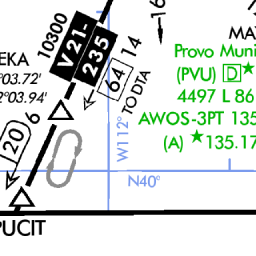 10300
V21-
235
64
14
TO DTA
16
MA
Provo Muni
(PVU) D★
4497 L 86
AWOS-3PT 135
(A) ★135.17
EKA
03.72'
03.94'
6
20
W112°
N40°
PUCIT